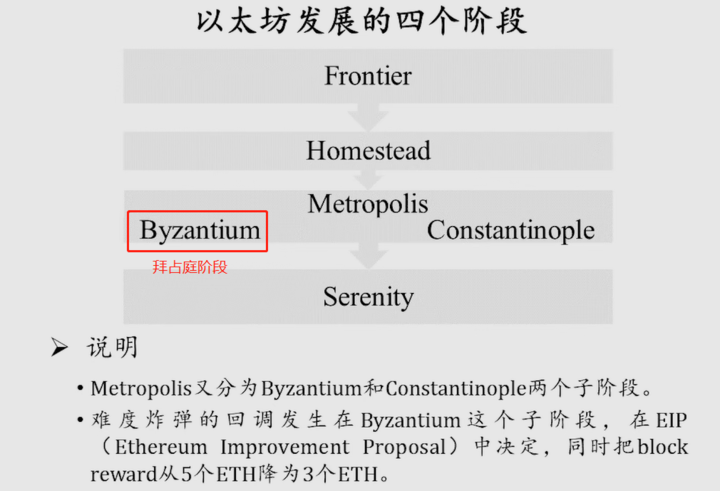 以太坊发展的四个阶段
Frontier
Homestead
Metropolis
Byzantium Constantinople
拜占庭阶段
Serenity
➢ 说明
• Metropolis又分为Byzantium和Constantinople两个子阶段。
• 难度炸弹的回调发生在Byzantium这个子阶段，在EIP
（Ethereum Improvement Proposal）中决定，同时把block
reward从5个ETH降为3个ETH。